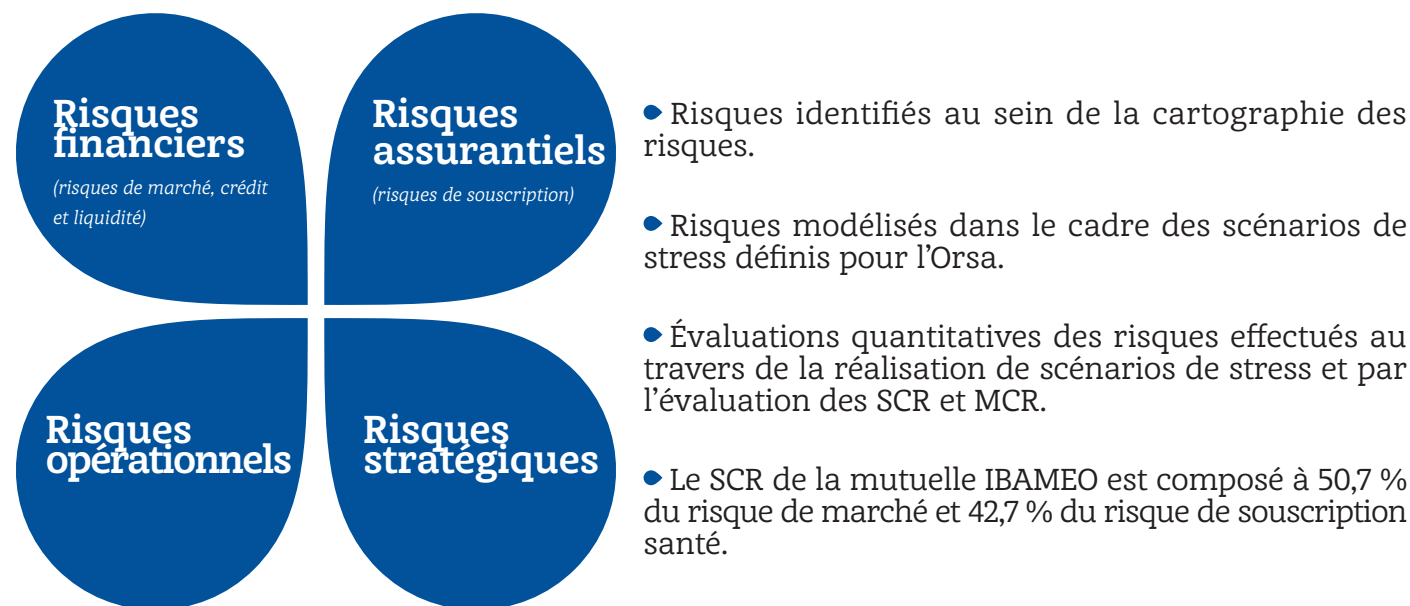 Risques
financiers
(risques de marché, crédit
et liquidité)
Risques
assurantiels
(risques de souscription)
Risques
opérationnels
Risques
stratégiques
Risques identifiés au sein de la cartographie des
risques.
Risques modélisés dans le cadre des scénarios de
stress définis pour l’Orsa.
Évaluations quantitatives des risques effectués au
travers de la réalisation de scénarios de stress et par
l’évaluation des SCR et MCR.
Le SCR de la mutuelle IBAMEO est composé à 50,7 %
du risque de marché et 42,7 % du risque de souscription
santé.